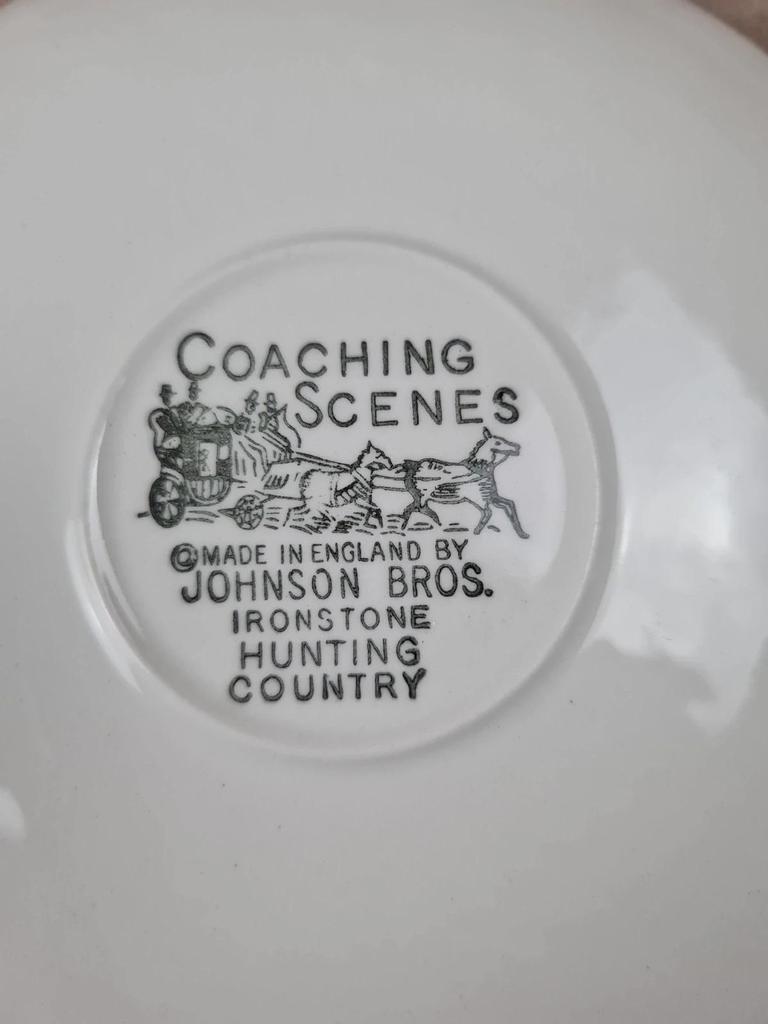 COACHING
SCENES
©MADE IN ENGLAND BY
JOHNSON BROS.
IRONSTONE
HUNTING
COUNTRY